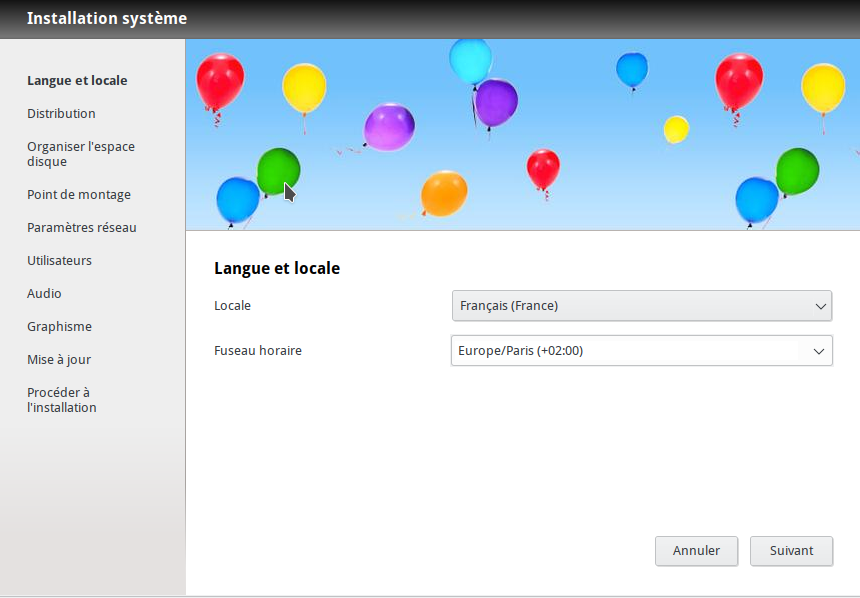 Installation système
Langue et locale
Distribution
Organiser l'espace
disque
Point de montage
Paramètres réseau
Utilisateurs
Audio
Graphisme
Mise à jour
Procéder à
l'installation
Langue et locale
Locale
Français (France)
Fuseau horaire
Europe/Paris (+02:00)
Annuler
Suivant